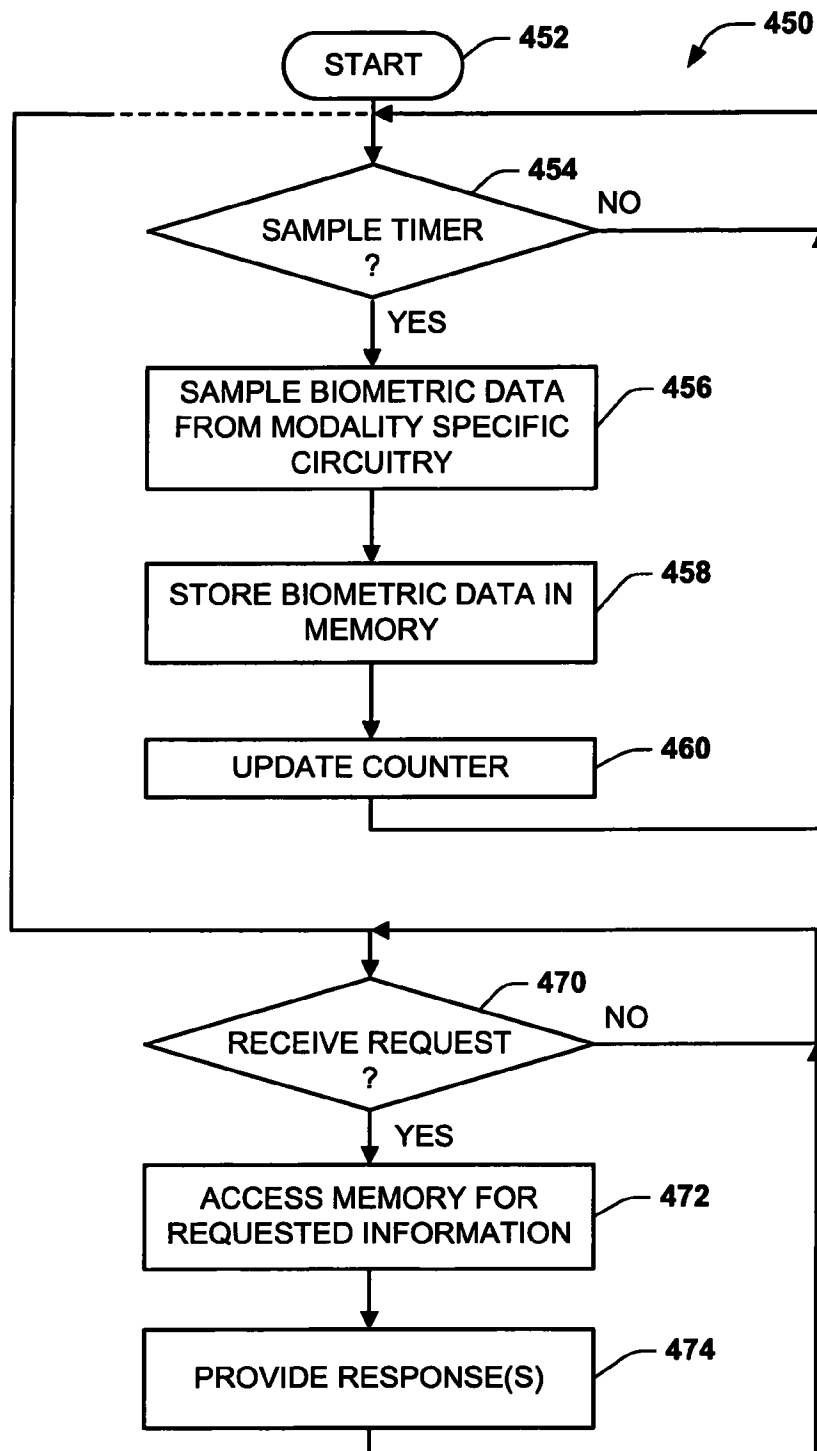 450
START
452
454
SAMPLE TIMER
?
NO
YES
SAMPLE BIOMETRIC DATA
FROM MODALITY SPECIFIC
CIRCUITRY
456
STORE BIOMETRIC DATA IN
MEMORY
458
UPDATE COUNTER
460
470
RECEIVE REQUEST
?
NO
YES
ACCESS MEMORY FOR
REQUESTED INFORMATION
472
PROVIDE RESPONSE(S)
474